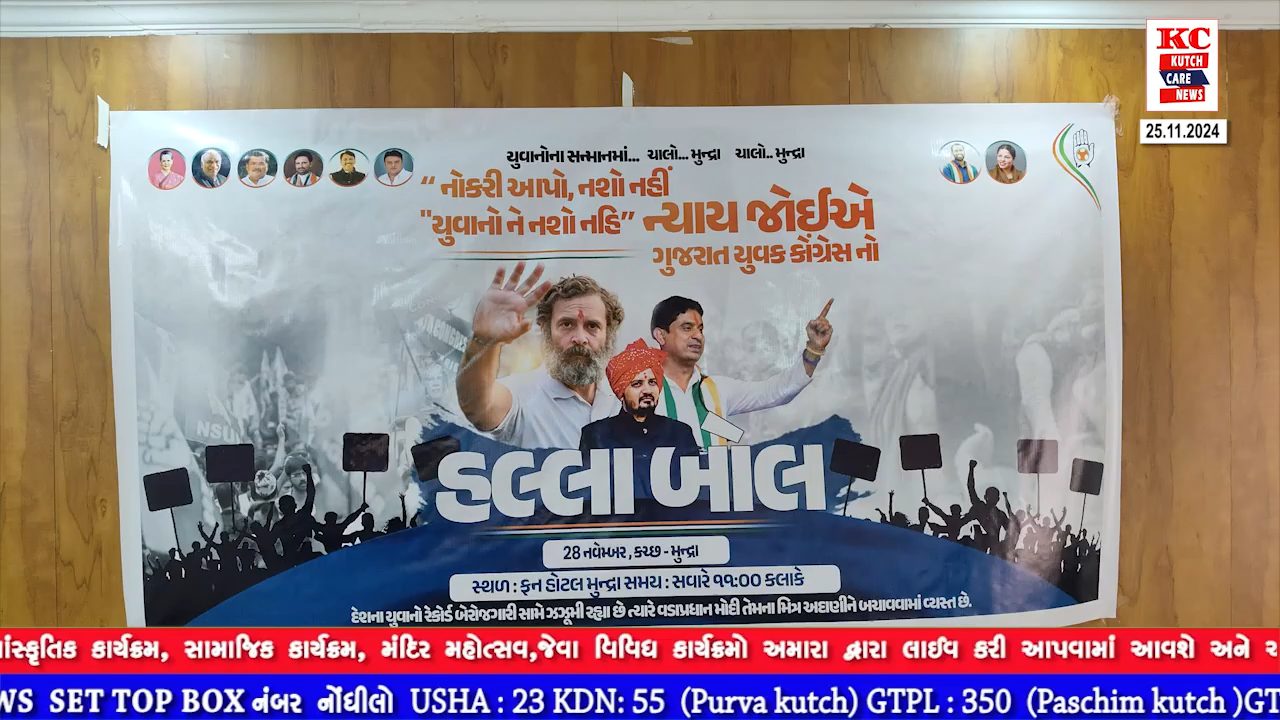 KC
KUTCH
CARE
NEWS
25.11.2024
યુવાનોના સન્માનમાં... ચાલો... મુન્દ્રા ચાલો.. મુન્દ્રા
“ નોકરી આપો, નશો નહીં
"યુવાનો ને નશો નહિ” ન્યાય જોઈએ
ગુજરાત યુવક કોંગ્રેસ નો
NSUI
હલ્લા બોલ
28 નવેમ્બર , કચ્છ - મુન્દ્રા
સ્થળ : ફન હોટલ મુન્દ્રા સમય : સવારે ૧૧:00 કલાકે
દેશના યુવાનો રેકોર્ડ બેરોજગારી સામે ઝઝૂમી રહ્યા છે ત્યારે વડાપ્રધાન મોદી તેમના મિત્ર અદાણીને બચાવવામાં વ્યસ્ત છે.
સાંસ્કૃતિક કાર્યક્રમ, સામાજિક કાર્યક્રમ, મંદિર મહોત્સવ,જેવા વિવિધ કાર્યક્રમો અમારા દ્વારા લાઈવ કરી આપવામાં આવશે અને
WS SET TOP BOX નંબર નોંધીલો USHA : 23 KDN: 55 (Purva kutch) GTPL : 350 (Paschim kutch )GT